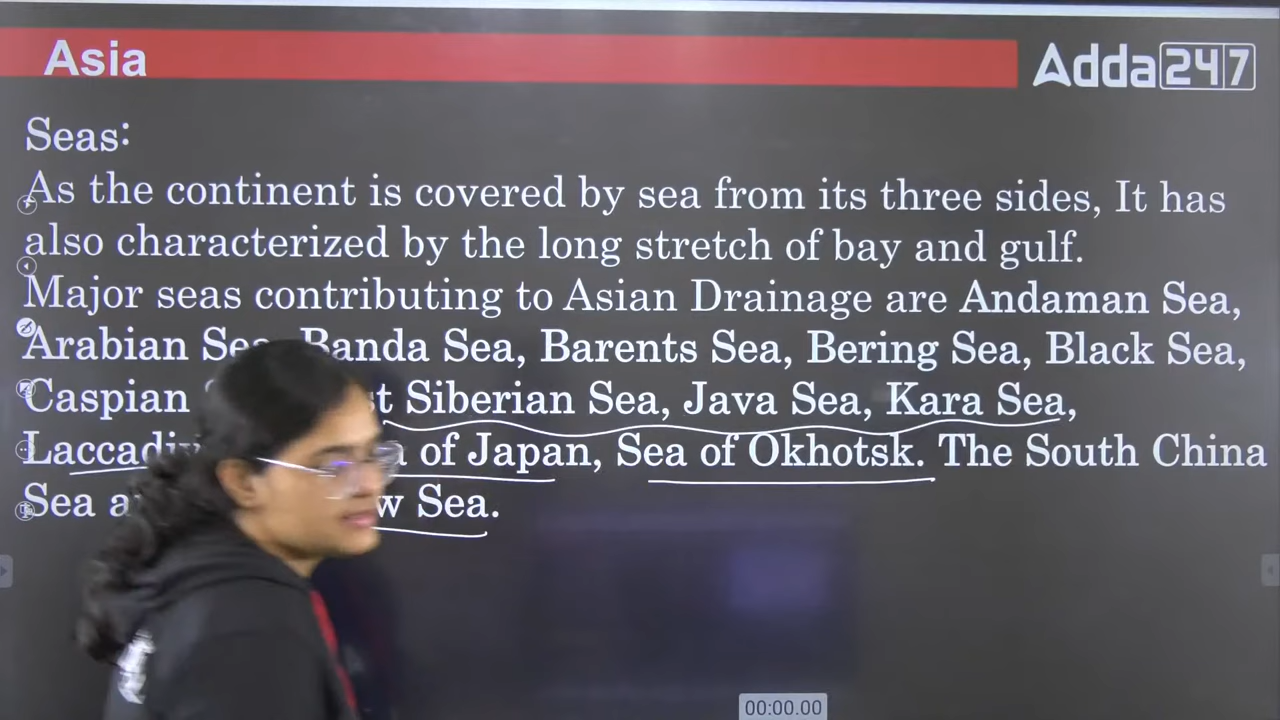 Asia
Adda247
Seas:
As the continent is covered by sea from its three sides, It has
also characterized by the long stretch of bay and gulf.
Major seas contributing to Asian Drainage are Andaman Sea,
Arabian Sea, Banda Sea, Barents Sea, Bering Sea, Black Sea,
Caspian Siberian Sea, Java Sea, Kara Sea,
of Japan, Sea of Okhotsk. The South China
Sea Sea.
00:00.00